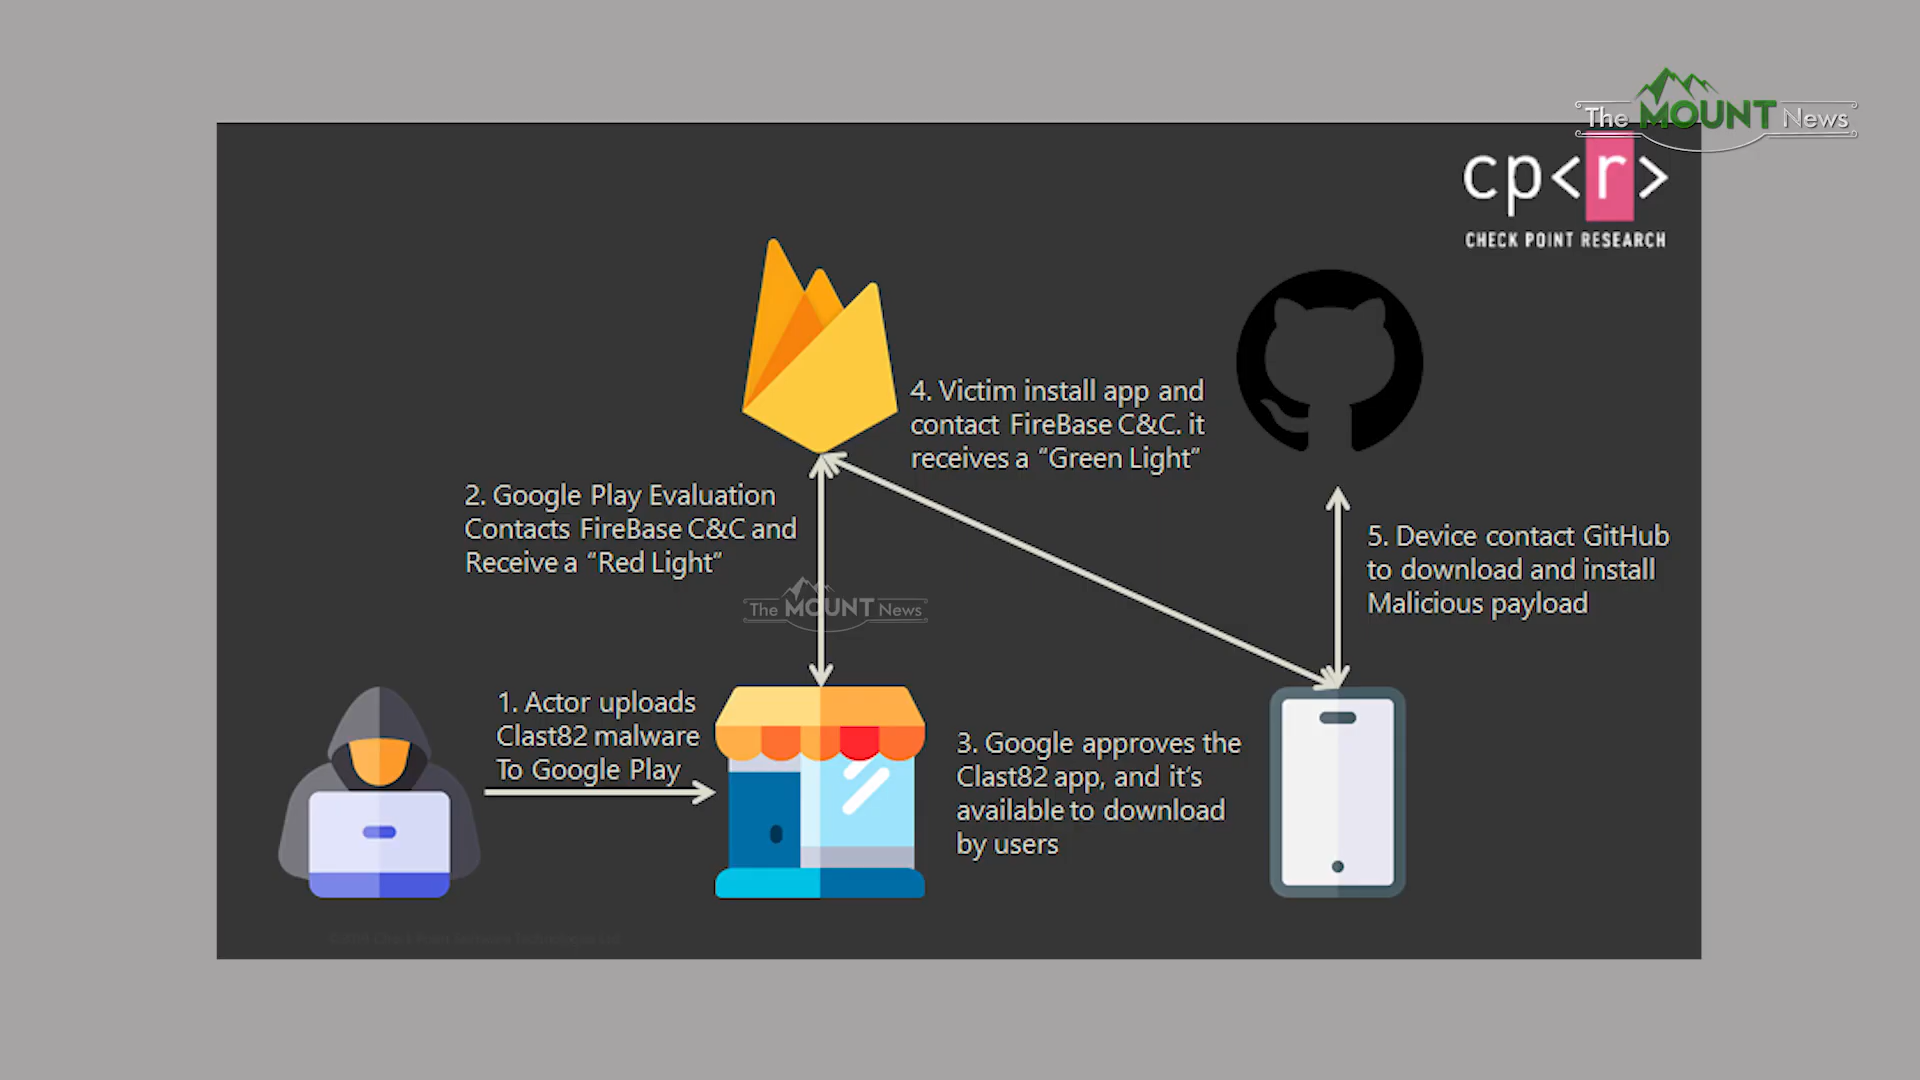 The MOUNT News
cp<r>
CHECK POINT RESEARCH
4. Victim install app and
contact FireBase C&C. it
receives a “Green Light”
2. Google Play Evaluation
Contacts FireBase C&C and
Receive a “Red Light”
5. Device contact GitHub
to download and install
Malicious payload
The MOUNT News
1. Actor uploads
Clast82 malware
To Google Play
3. Google approves the
Clast82 app, and it’s
available to download
by users